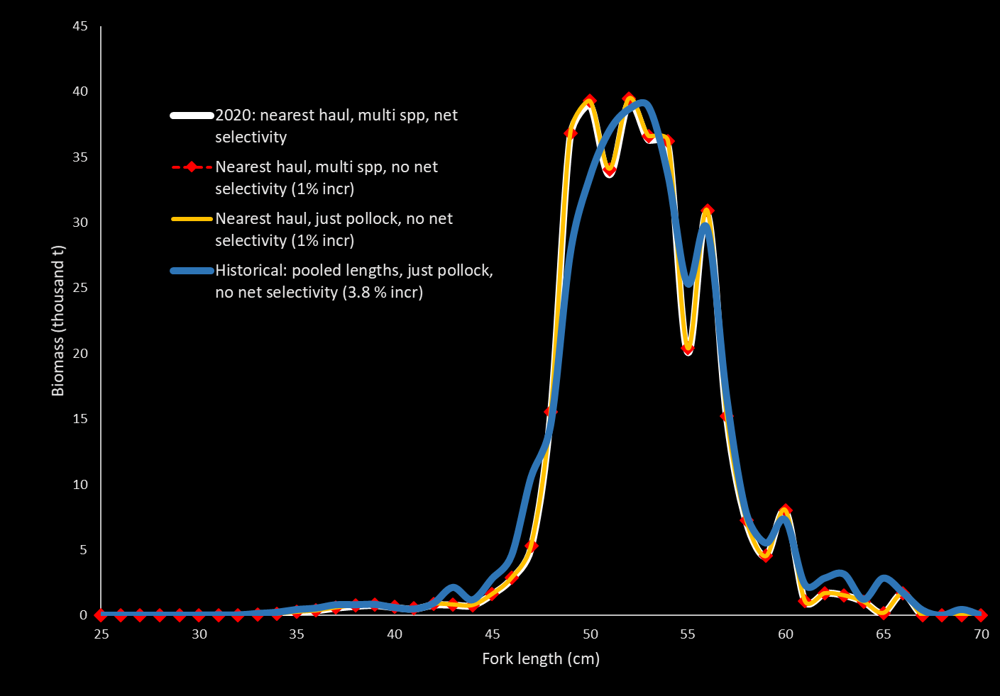 45
40
35
30
25
20
15
10
5
0
Biomass (thousand t)
2020: nearest haul, multi spp, net
selectivity
Nearest haul, multi spp, no net
selectivity (1% incr)
Nearest haul, just pollock, no net
selectivity (1% incr)
Historical: pooled lengths, just pollock,
no net selectivity (3.8 % incr)
25 30 35 40 45 50 55 60 65 70
Fork length (cm)